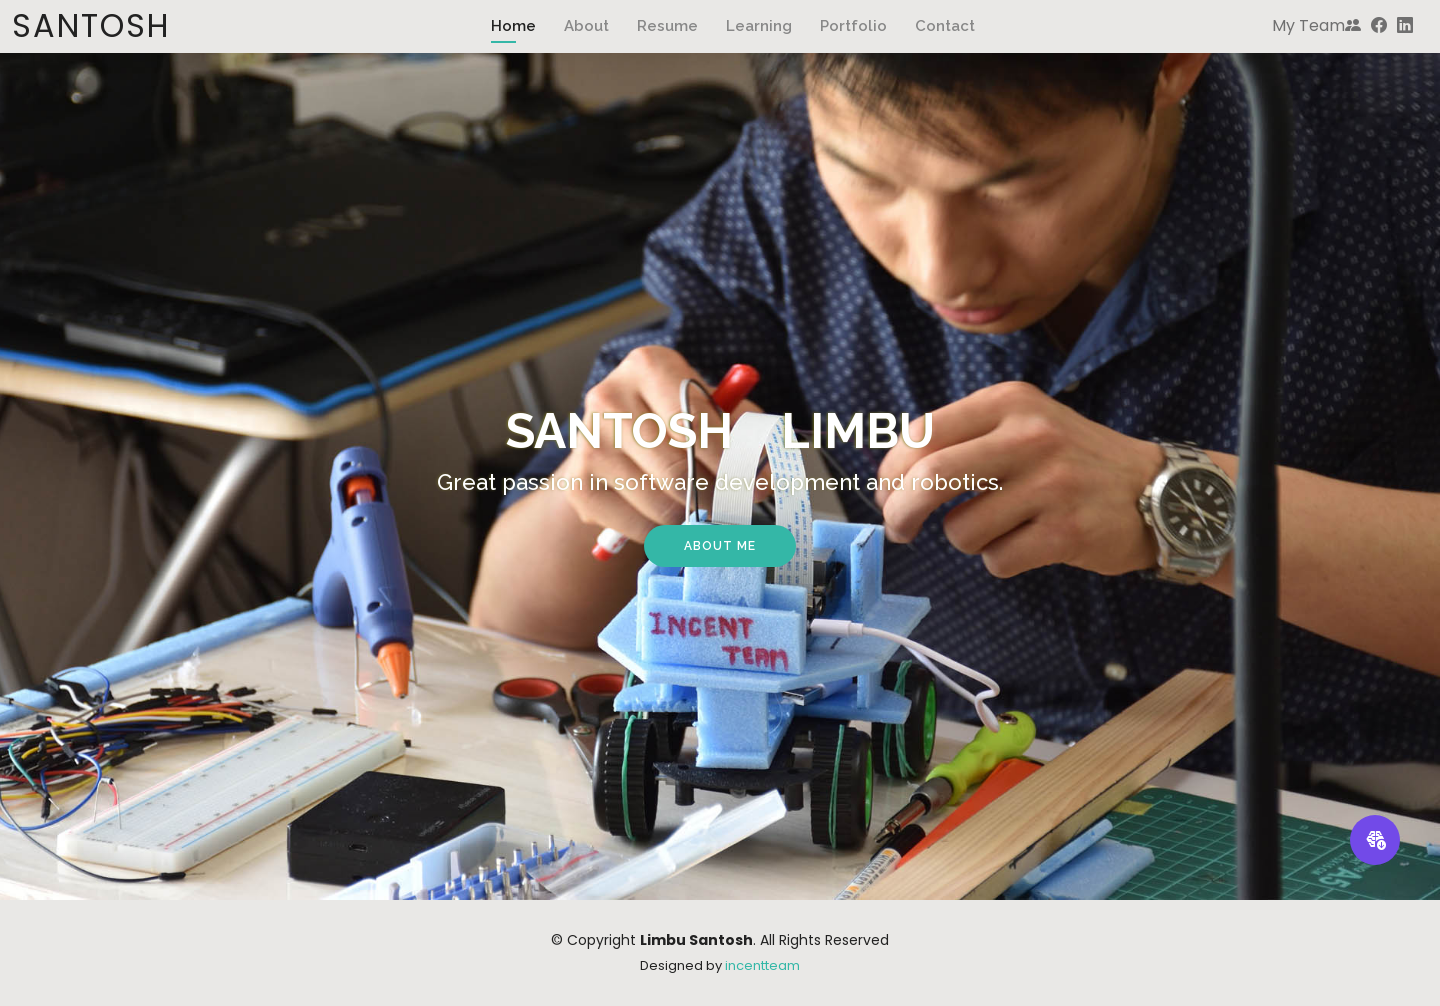 SANTOSH
Home About Resume Learning Portfolio Contact
My Team
SANTOSH LIMBU
Great passion in software development and robotics.
ABOUT ME
INCENT
TEAM
A5
© Copyright Limbu Santosh. All Rights Reserved
Designed by incentteam